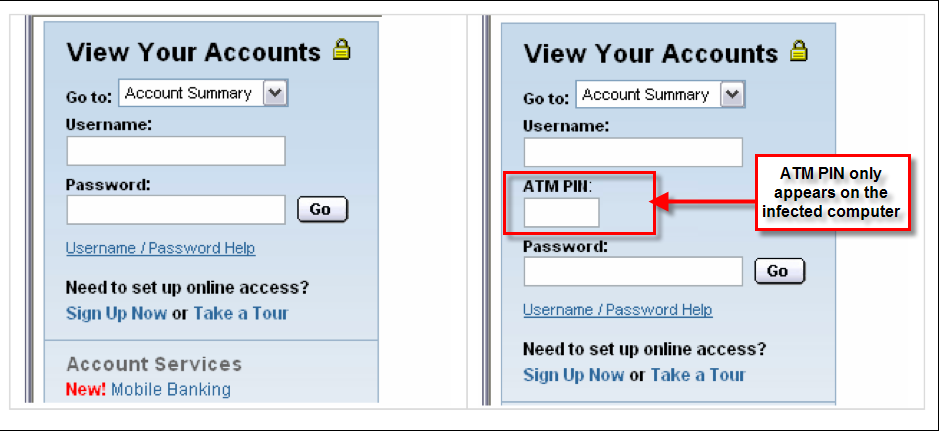 View Your Accounts
Go to: Account Summary
Username:
Password:
Go
Username / Password Help
Need to set up online access?
Sign Up Now or Take a Tour
Account Services
New! Mobile Banking
View Your Accounts
Go to: Account Summary
Username:
ATM PIN:
Password:
Go
Username / Password Help
Need to set up online access?
Sign Up Now or Take a Tour
ATM PIN only
appears on the
infected computer